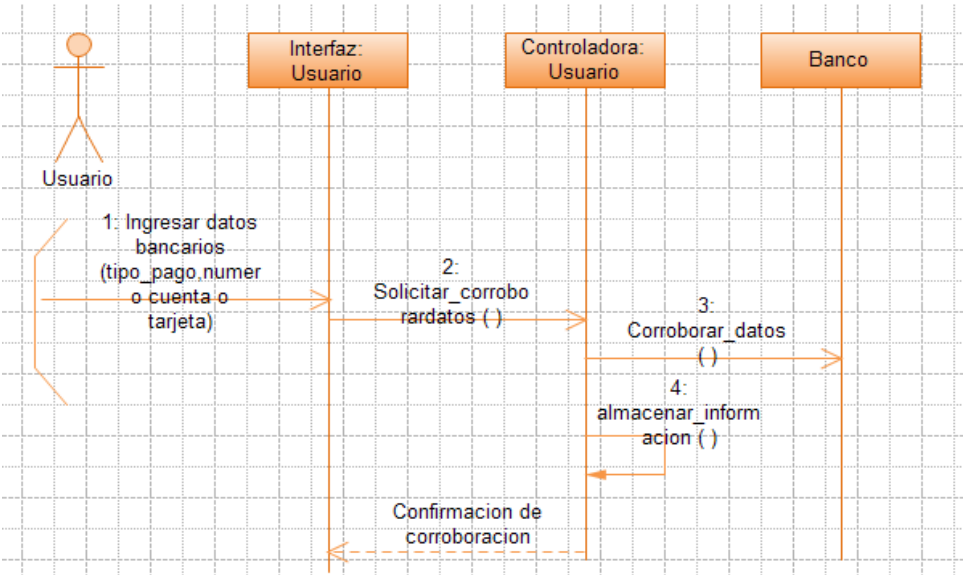 Interfaz:
Usuario
Controladora:
Usuario
Banco
Usuario
1: Ingresar datos
bancarios
(tipo_pago,numer
o cuenta o
tarjeta)
2:
Solicitar_corrobo
rardatos ( )
3:
Corroborar_datos
( )
4:
almacenar_inform
acion ( )
Confirmacion de
corroboracion